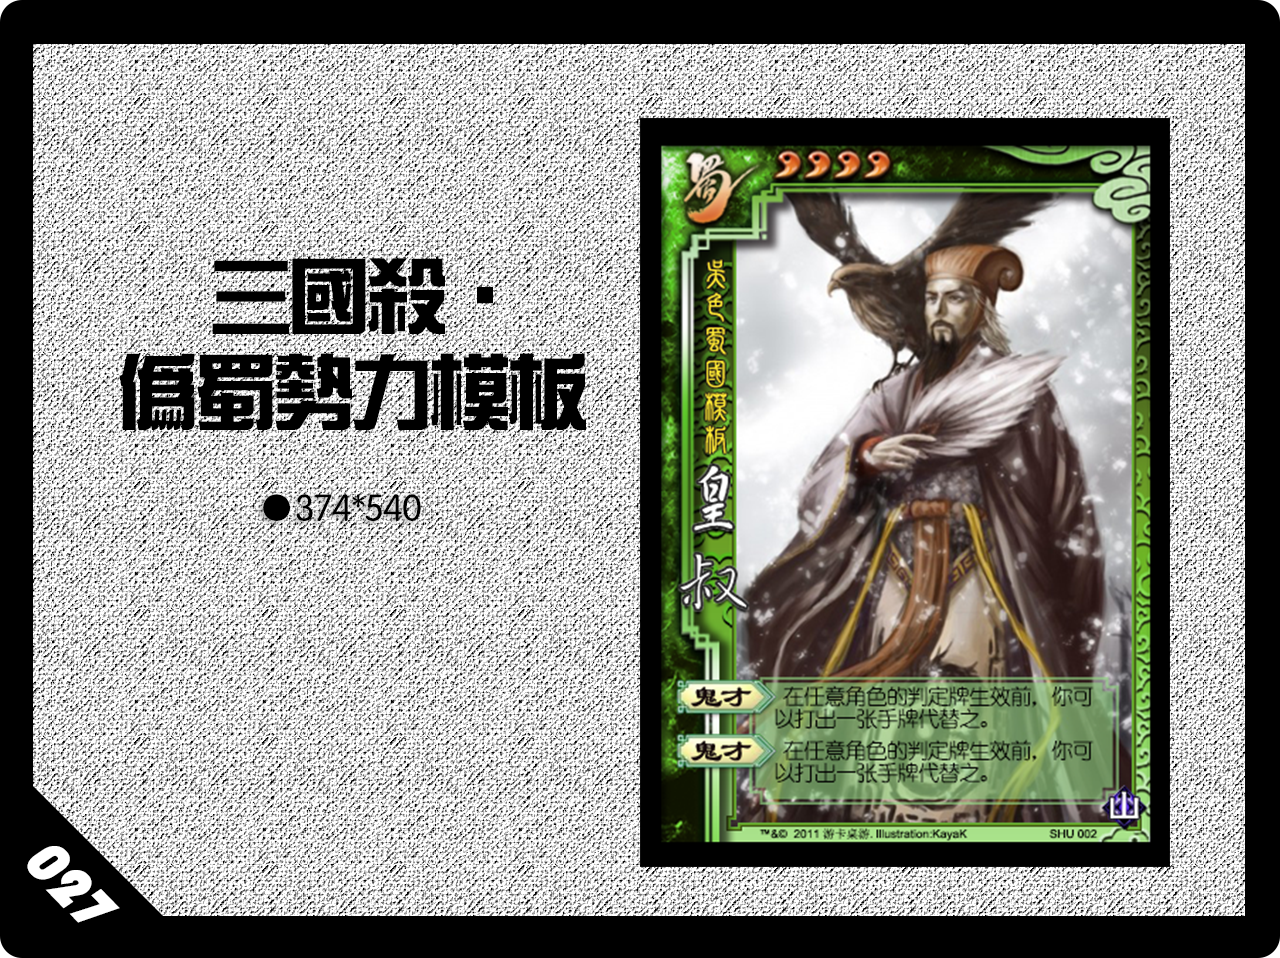 三國殺·
偽蜀勢力模板
●374*540
027
蜀
吳色蜀國模板
皇叔
鬼才
在任意角色的判定牌生效前，你可
以打出一张手牌代替之。
鬼才
在任意角色的判定牌生效前，你可
以打出一张手牌代替之。
山
™&© 2011 游卡桌游. Illustration:KayaK
SHU 002